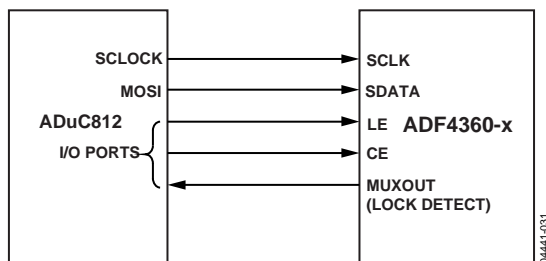 SCLOCK
MOSI
ADuC812
I/O PORTS
SCLK
SDATA
LE
ADF4360-x
CE
MUXOUT
(LOCK DETECT)
04441-031